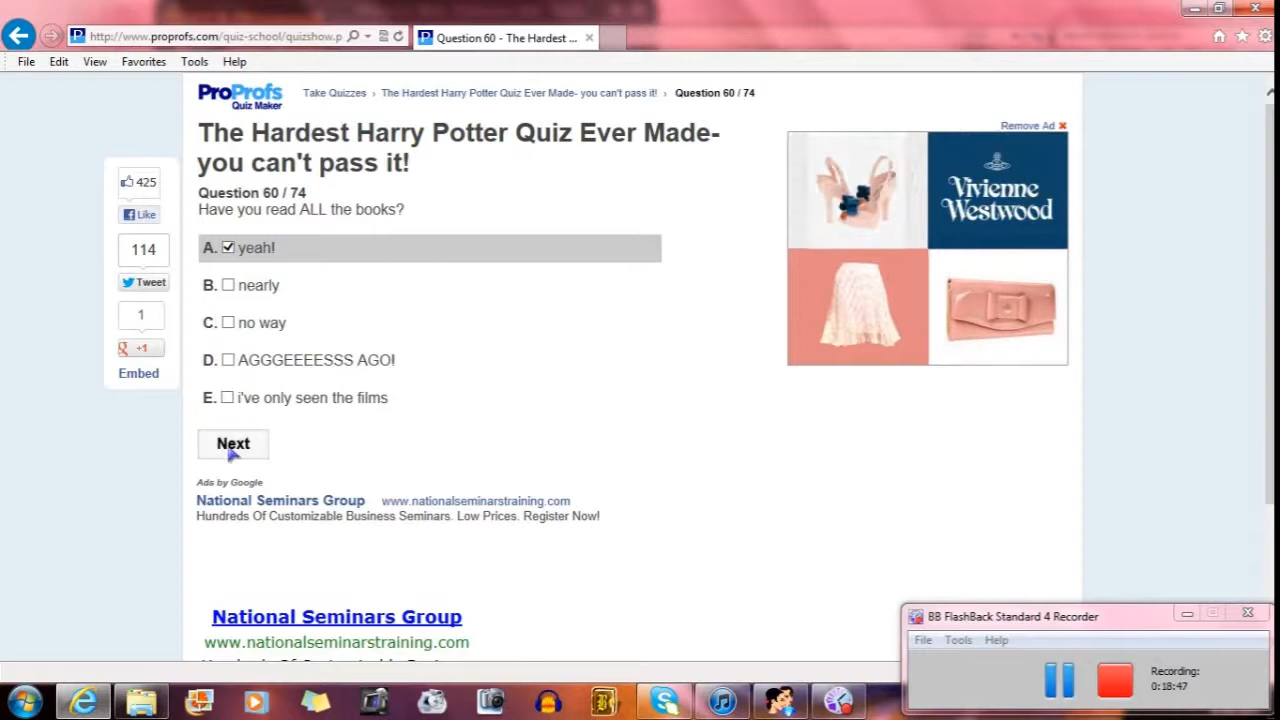 http://www.proprofs.com/quiz-school/quizshow.p
Question 60 - The Hardest ...
File Edit View Favorites Tools Help
ProProfs
Quiz Maker
Take Quizzes › The Hardest Harry Potter Quiz Ever Made- you can't pass it! › Question 60 / 74
Remove Ad x
The Hardest Harry Potter Quiz Ever Made-
you can't pass it!
Question 60 / 74
Have you read ALL the books?
425
Like
114
Tweet
1
+1
Embed
A. yeah!
B. nearly
C. no way
D. AGGGEEEESSS AGO!
E. i've only seen the films
Next
Vivienne
Westwood
Ads by Google
National Seminars Group www.nationalseminarstraining.com
Hundreds Of Customizable Business Seminars. Low Prices. Register Now!
National Seminars Group
www.nationalseminarstraining.com
BB FlashBack Standard 4 Recorder
File Tools Help
Recording:
0:18:47